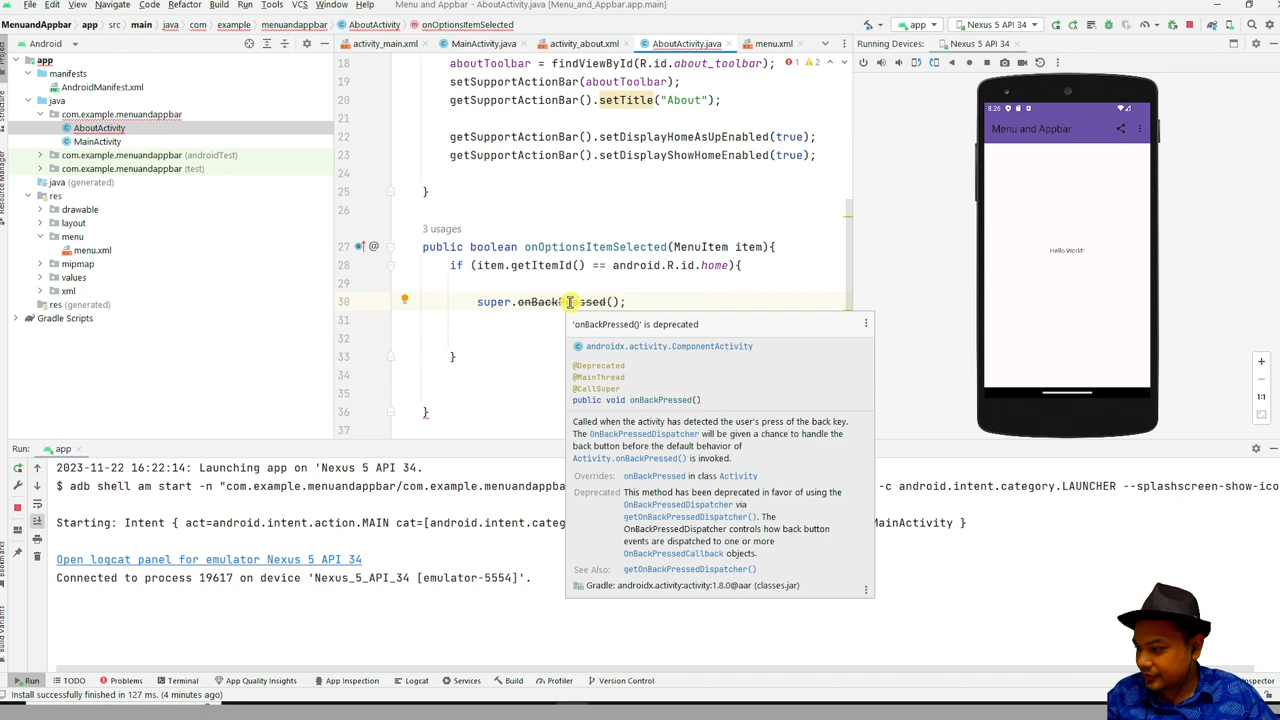 File Edit View Navigate Code Refactor Build Run Tools VCS Window Help Menu and Appbar
MenuandAppbar app src main java com example menuandappbar AboutActivity onOptionsItemSelected app Nexus 5 API 34
Android activity_main.xml MainActivity.java activity_about.xml AboutActivity.java menu.xml Running Devices: Nexus 5 API 34
app
manifests
AndroidManifest.xml
java
com.example.menuandappbar
AboutActivity
MainActivity
com.example.menuandappbar (androidTest)
com.example.menuandappbar (test)
java (generated)
res
drawable
layout
menu
menu.xml
mipmap
values
xml
res (generated)
Gradle Scripts
Structure
Resource Manager
Bookmarks
Build Variants
18 aboutToolbar = findViewById(R.id.about_toolbar); 1 2
19 setSupportActionBar(aboutToolbar);
20 getSupportActionBar().setTitle("About");
21
22 getSupportActionBar().setDisplayHomeAsUpEnabled(true);
23 getSupportActionBar().setDisplayShowHomeEnabled(true);
24
25 }
26
3 usages
27 public boolean onOptionsItemSelected(MenuItem item){
28 if (item.getItemId() == android.R.id.home){
29
30 super.onBackPressed();
31
32
33 }
34
35
36 }
37
'onBackPressed()' is deprecated
androidx.activity.ComponentActivity
@Deprecated
@MainThread
@CallSuper
public void onBackPressed()
Called when the activity has detected the user's press of the back key.
The OnBackPressedDispatcher will be given a chance to handle the
back button before the default behavior of
Activity.onBackPressed() is invoked.
Overrides: onBackPressed in class Activity
Deprecated This method has been deprecated in favor of using the
OnBackPressedDispatcher via
getOnBackPressedDispatcher(). The
OnBackPressedDispatcher controls how back button
events are dispatched to one or more
OnBackPressedCallback objects.
See Also: getOnBackPressedDispatcher()
Gradle: androidx.activity:activity:1.8.0@aar (classes.jar)
8:26
Menu and Appbar
Hello World!
1:1
Run: app
2023-11-22 16:22:14: Launching app on 'Nexus 5 API 34.
$ adb shell am start -n "com.example.menuandappbar/com.example.menuandappba -c android.intent.category.LAUNCHER --splashscreen-show-ico
Starting: Intent { act=android.intent.action.MAIN cat=[android.intent.categ MainActivity }
Open logcat panel for emulator Nexus 5 API 34
Connected to process 19617 on device 'Nexus_5_API_34 [emulator-5554]'.
Run TODO Problems Terminal App Quality Insights App Inspection Logcat Services Build Profiler Version Control
Install successfully finished in 127 ms. (4 minutes ago)